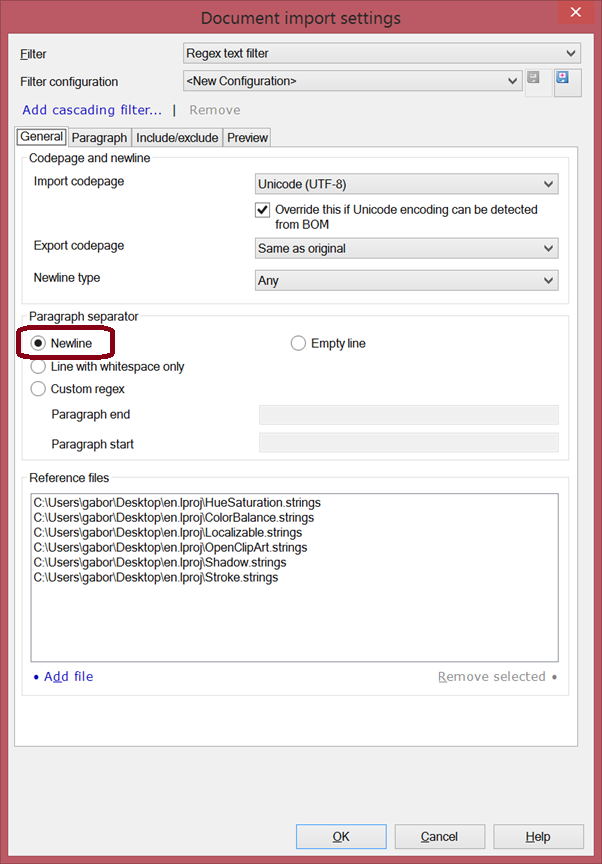 Document import settings
Filter
Regex text filter
Filter configuration
<New Configuration>
Add cascading filter... | Remove
General
Paragraph
Include/exclude
Preview
Codepage and newline
Import codepage
Unicode (UTF-8)
Override this if Unicode encoding can be detected
from BOM
Export codepage
Same as original
Newline type
Any
Paragraph separator
Newline
Empty line
Line with whitespace only
Custom regex
Paragraph end
Paragraph start
Reference files
C:\Users\gabor\Desktop\en.lproj\HueSaturation.strings
C:\Users\gabor\Desktop\en.lproj\ColorBalance.strings
C:\Users\gabor\Desktop\en.lproj\Localizable.strings
C:\Users\gabor\Desktop\en.lproj\OpenClipArt.strings
C:\Users\gabor\Desktop\en.lproj\Shadow.strings
C:\Users\gabor\Desktop\en.lproj\Stroke.strings
• Add file
Remove selected •
OK
Cancel
Help